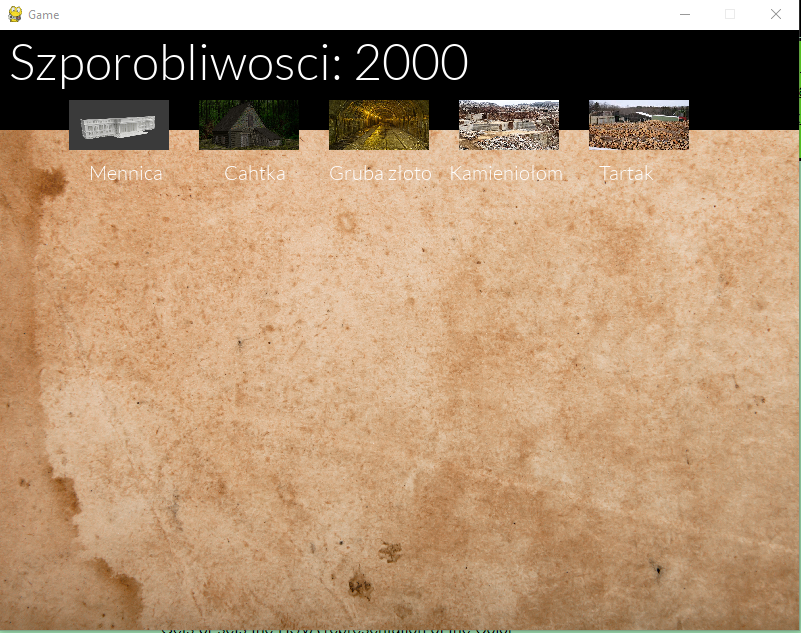 Game
Szporobliwosci: 2000
Mennica Cahtka Gruba złoto Kamieniołom Tartak